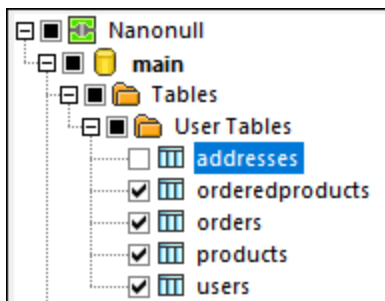 Nanonull
main
Tables
User Tables
addresses
orderedproducts
orders
products
users